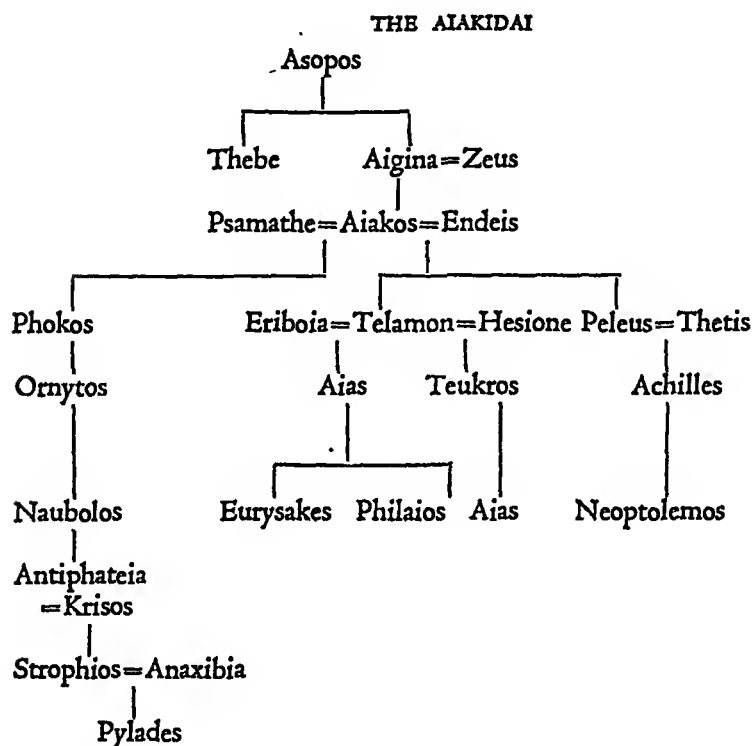 THE AIAKIDAI
Asopos
Thebe Aigina=Zeus
Psamathe=Aiakos=Endeis
Phokos Eriboia=Telamon=Hesione Peleus=Thetis
Ornytos Aias Teukros Achilles
Naubolos Eurysakes Philaios Aias Neoptolemos
Antiphateia
=Krisos
Strophios=Anaxibia
Pylades